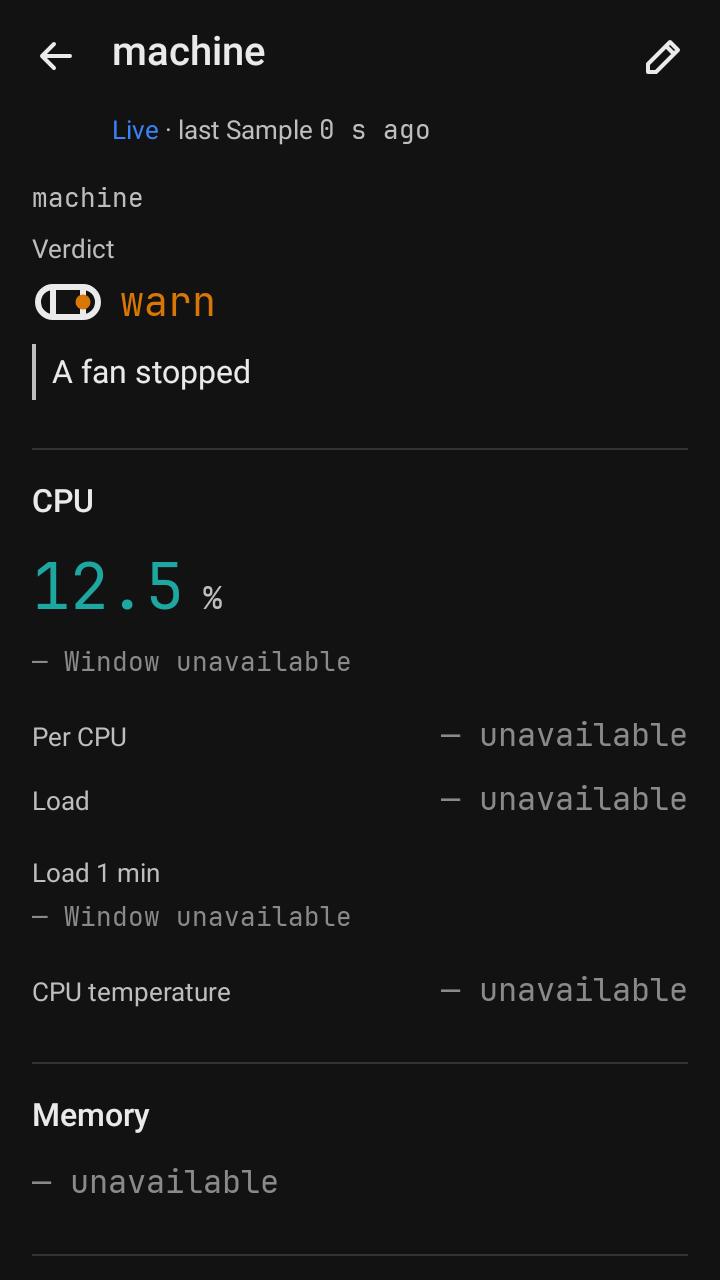 machine
Live · last Sample 0 s ago
machine
Verdict
warn
A fan stopped
CPU
12.5 %
— Window unavailable
Per CPU — unavailable
Load — unavailable
Load 1 min
— Window unavailable
CPU temperature — unavailable
Memory
— unavailable